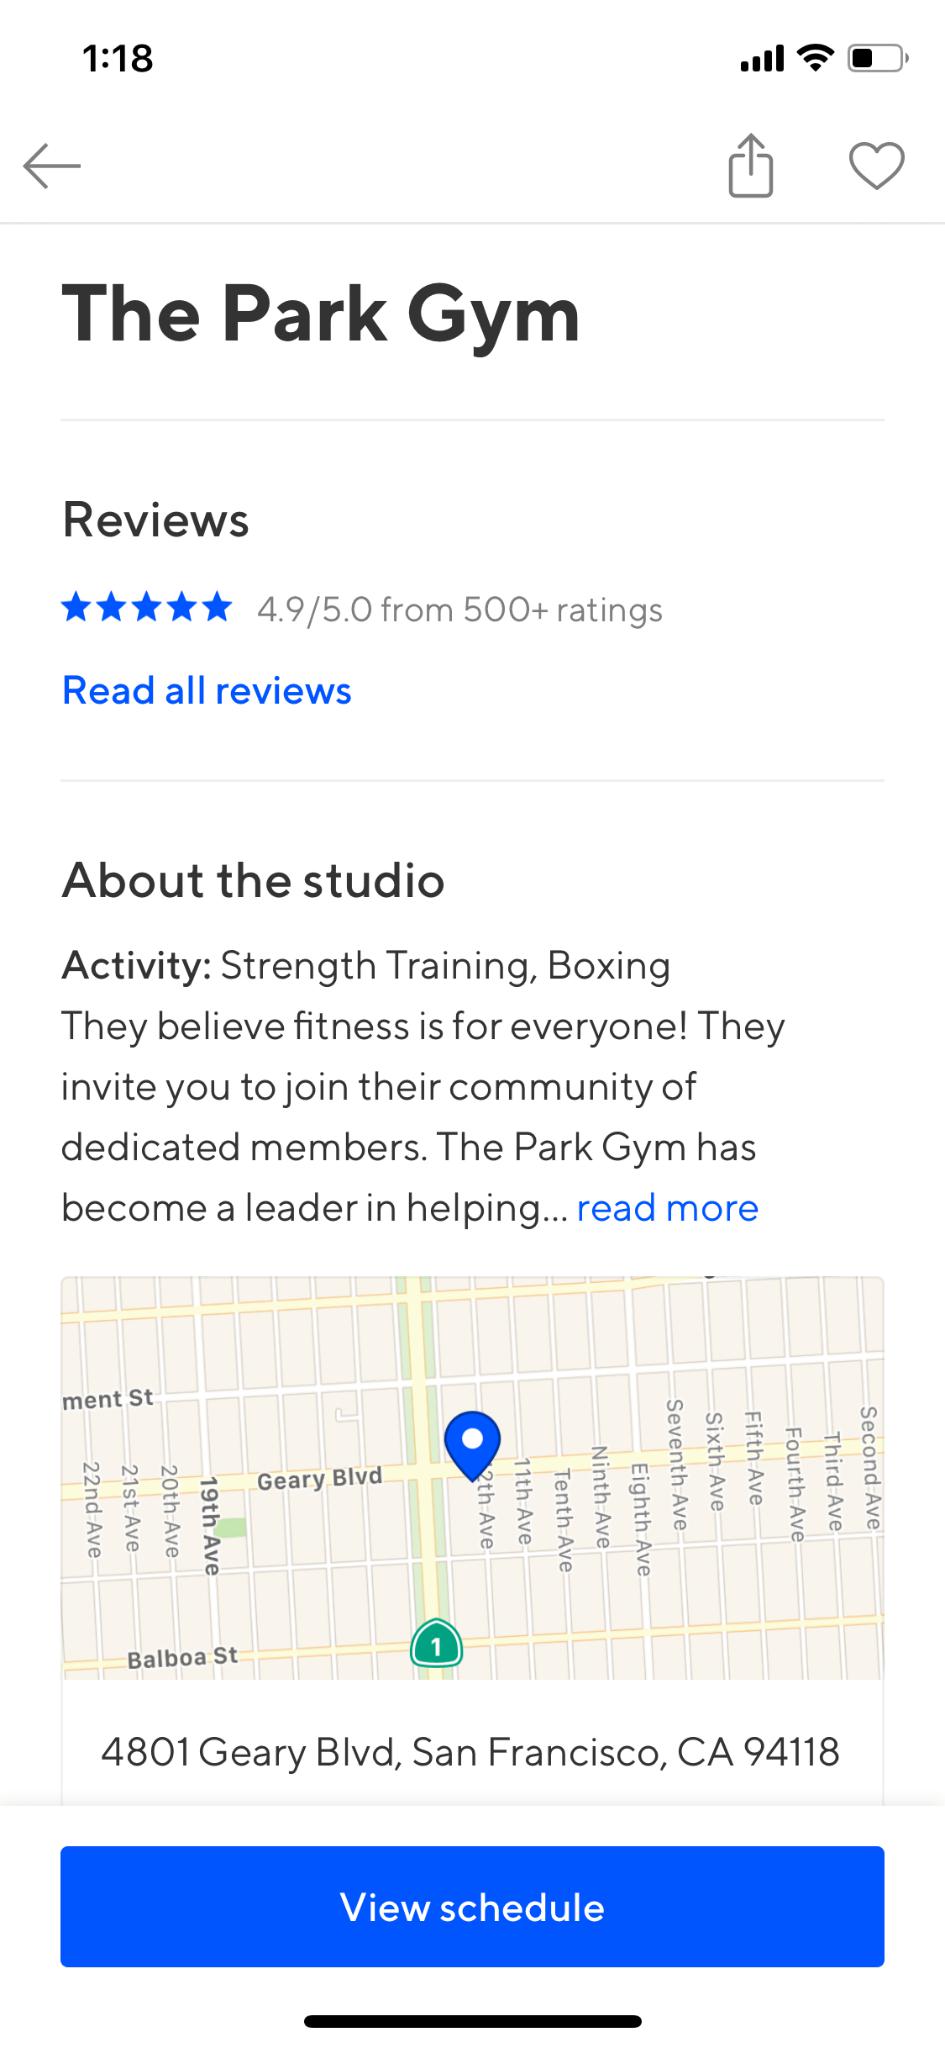 1:18
The Park Gym
Reviews
4.9/5.0 from 500+ ratings
Read all reviews
About the studio
Activity: Strength Training, Boxing
They believe fitness is for everyone! They
invite you to join their community of
dedicated members. The Park Gym has
become a leader in helping... read more
ment St
Geary Blvd
22nd Ave
21st Ave
20th Ave
19th Ave
2th Ave
11th Ave
Tenth Ave
Ninth Ave
Eighth Ave
Seventh Ave
Sixth Ave
Fifth Ave
Fourth Ave
Third Ave
Second Ave
Balboa St
1
4801 Geary Blvd, San Francisco, CA 94118
View schedule